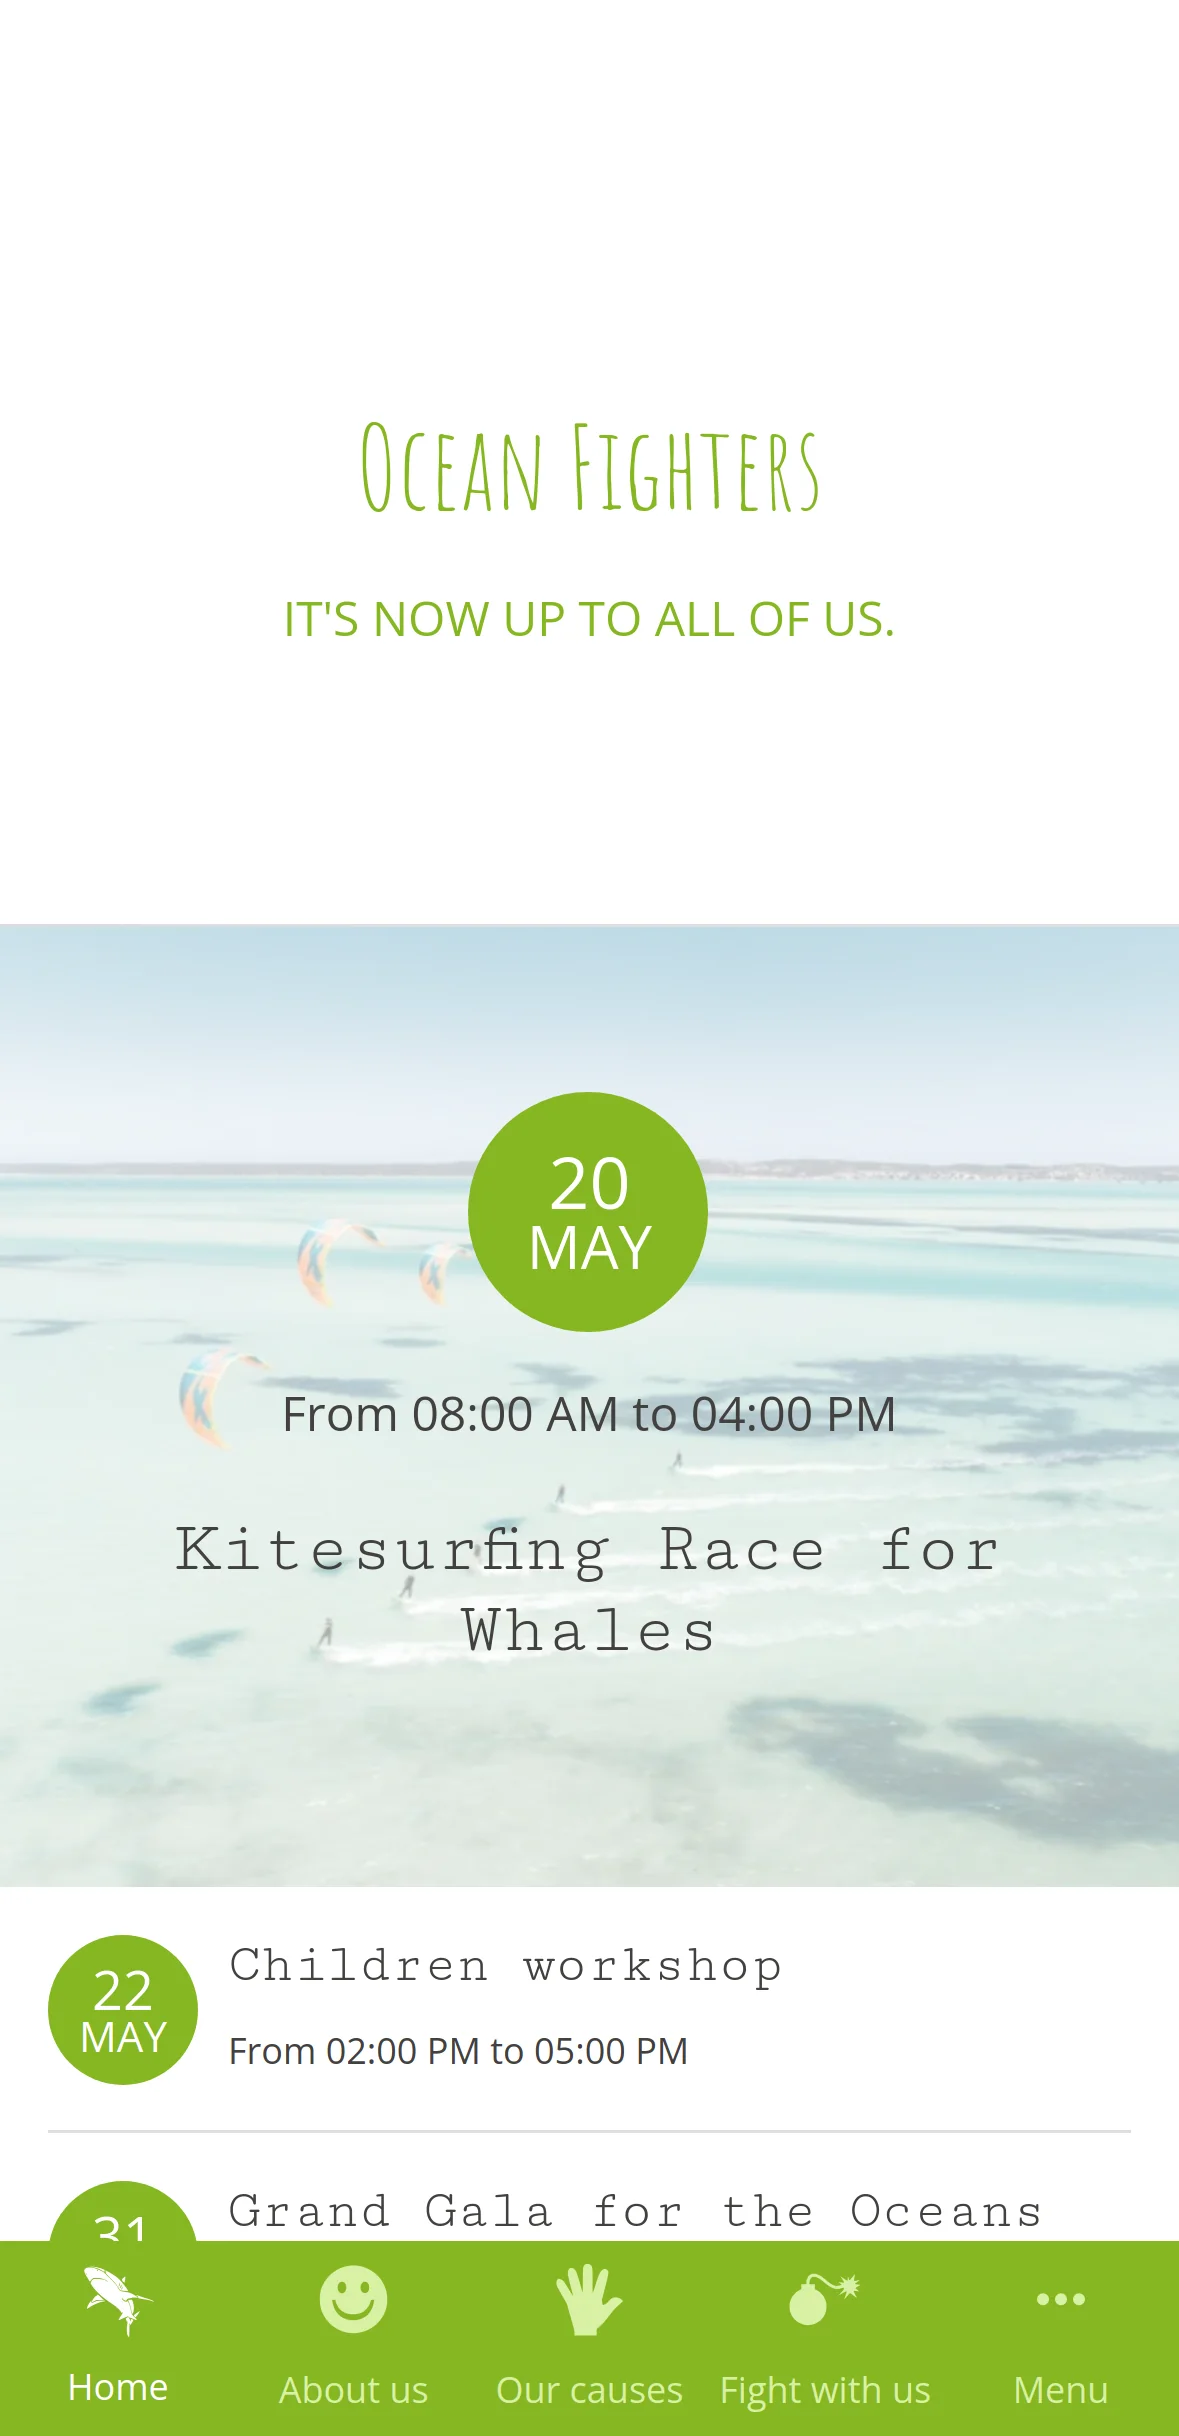 Ocean Fighters
IT'S NOW UP TO ALL OF US.
20
MAY
From 08:00 AM to 04:00 PM
Kitesurfing Race for
Whales
22
MAY
Children workshop
From 02:00 PM to 05:00 PM
31
Grand Gala for the Oceans
Home
About us
Our causes
Fight with us
Menu